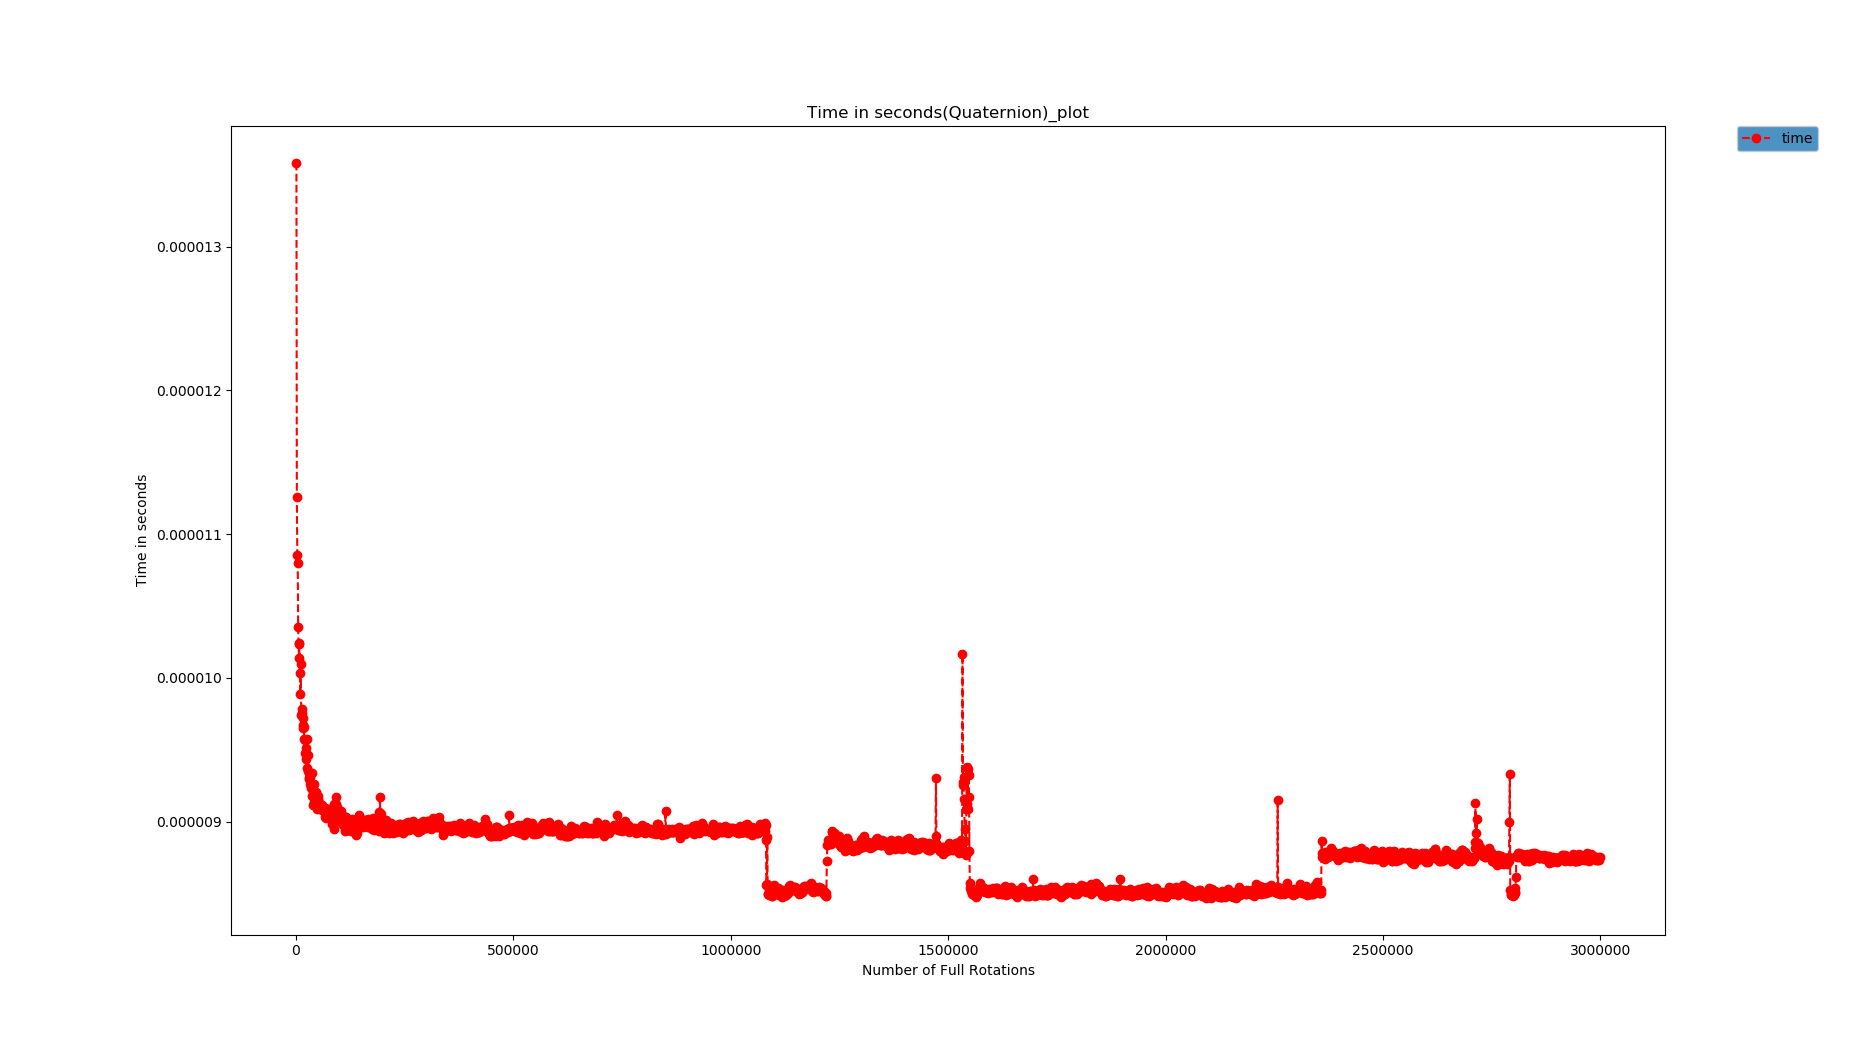 Time in seconds(Quaternion)_plot
time
0.000013
0.000012
0.000011
0.000010
0.000009
Time in seconds
0 500000 1000000 1500000 2000000 2500000 3000000
Number of Full Rotations